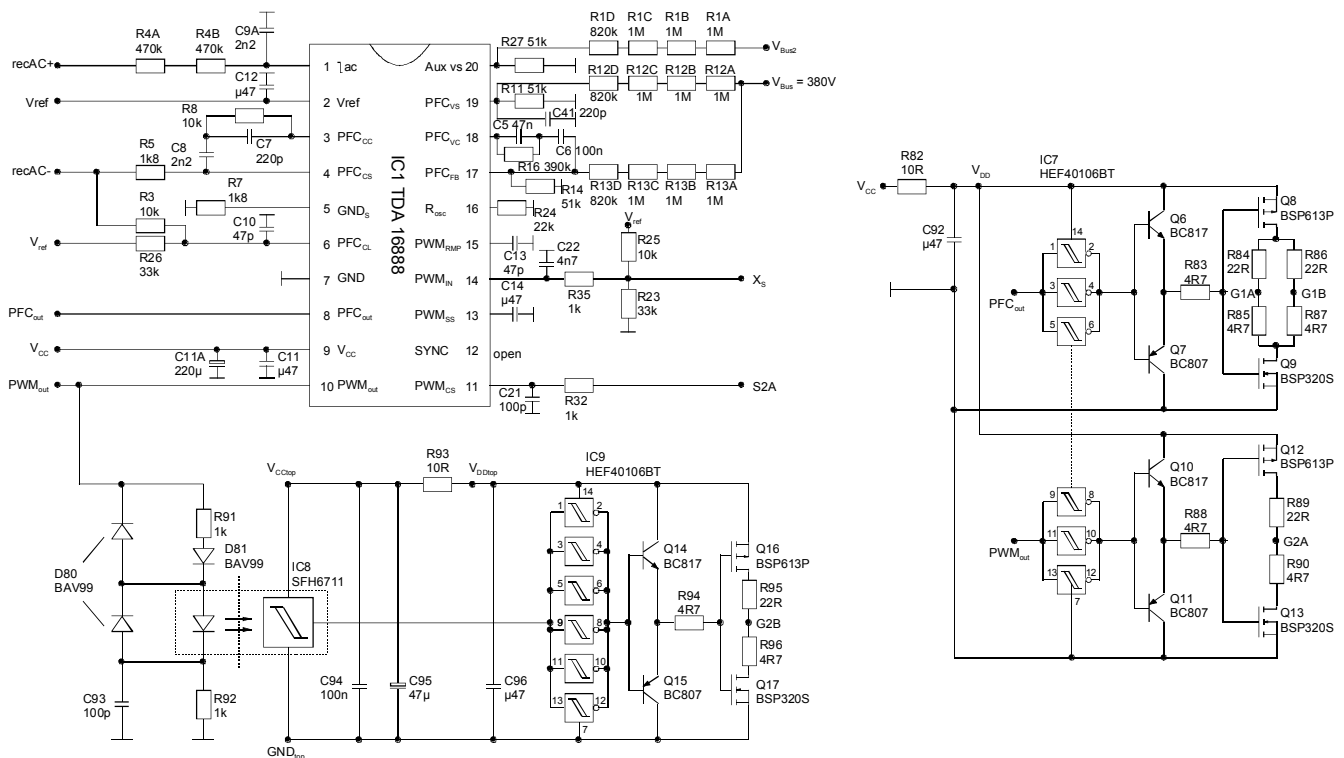 R4A 470k
R4B 470k
C9A 2n2
recAC+
C12 µ47
Vref
R8 10k
C7 220p
C8 2n2
R5 1k8
recAC-
R7 1k8
R3 10k
C10 47p
Vref
R26 33k
PFCout
VCC
C11A 220µ
C11 µ47
PWMout
IC1 TDA 16888
1 Iac
2 Vref
3 PFCCC
4 PFCCS
5 GNDS
6 PFCCL
7 GND
8 PFCout
9 VCC
10 PWMout
Aux vs 20
PFCVS 19
PFCVC 18
PFCFB 17
Rosc 16
PWMRMP 15
PWMIN 14
PWMSS 13
SYNC 12
PWMCS 11
R27 51k
R1D 820k
R1C 1M
R1B 1M
R1A 1M
VBus2
R12D 820k
R12C 1M
R12B 1M
R12A 1M
VBus = 380V
R11 51k
C41 220p
C5 47n
C6 100n
R16 390k
R13D 820k
R13C 1M
R13B 1M
R13A 1M
R14 51k
R24 22k
Vref
R25 10k
C13 47p
C22 4n7
R35 1k
XS
C14 µ47
R23 33k
open
C21 100p
R32 1k
S2A
D80 BAV99
R91 1k
D81 BAV99
IC8 SFH6711
C93 100p
R92 1k
VCCtop
R93 10R
VDDtop
C94 100n
C95 47µ
C96 µ47
GNDtop
IC9 HEF40106BT
14
1 2
3 4
5 6
9 8
11 10
13 12
7
Q14 BC817
Q15 BC807
R94 4R7
Q16 BSP613P
R95 22R
G2B
R96 4R7
Q17 BSP320S
VCC
R82 10R
VDD
C92 µ47
IC7 HEF40106BT
PFCout
14
1 2
3 4
5 6
Q6 BC817
Q7 BC807
R83 4R7
Q8 BSP613P
R84 22R
R86 22R
G1A
G1B
R85 4R7
R87 4R7
Q9 BSP320S
PWMout
9 8
11 10
13 12
7
Q10 BC817
Q11 BC807
R88 4R7
Q12 BSP613P
R89 22R
G2A
R90 4R7
Q13 BSP320S